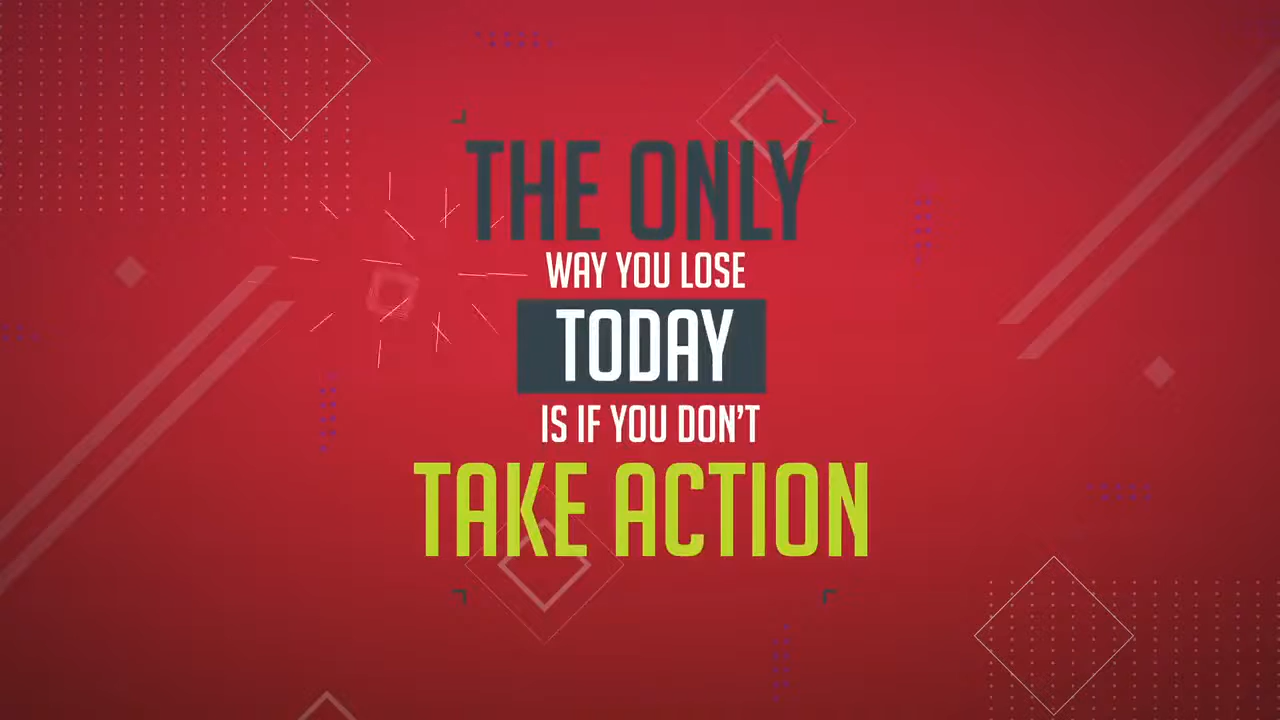 THE ONLY
WAY YOU LOSE
TODAY
IS IF YOU DON'T
TAKE ACTION